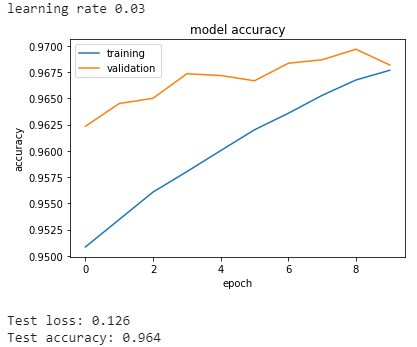 learning rate 0.03
model accuracy
training
validation
0.9700
0.9675
0.9650
0.9625
0.9600
0.9575
0.9550
0.9525
0.9500
accuracy
0 2 4 6 8
epoch
Test loss: 0.126
Test accuracy: 0.964